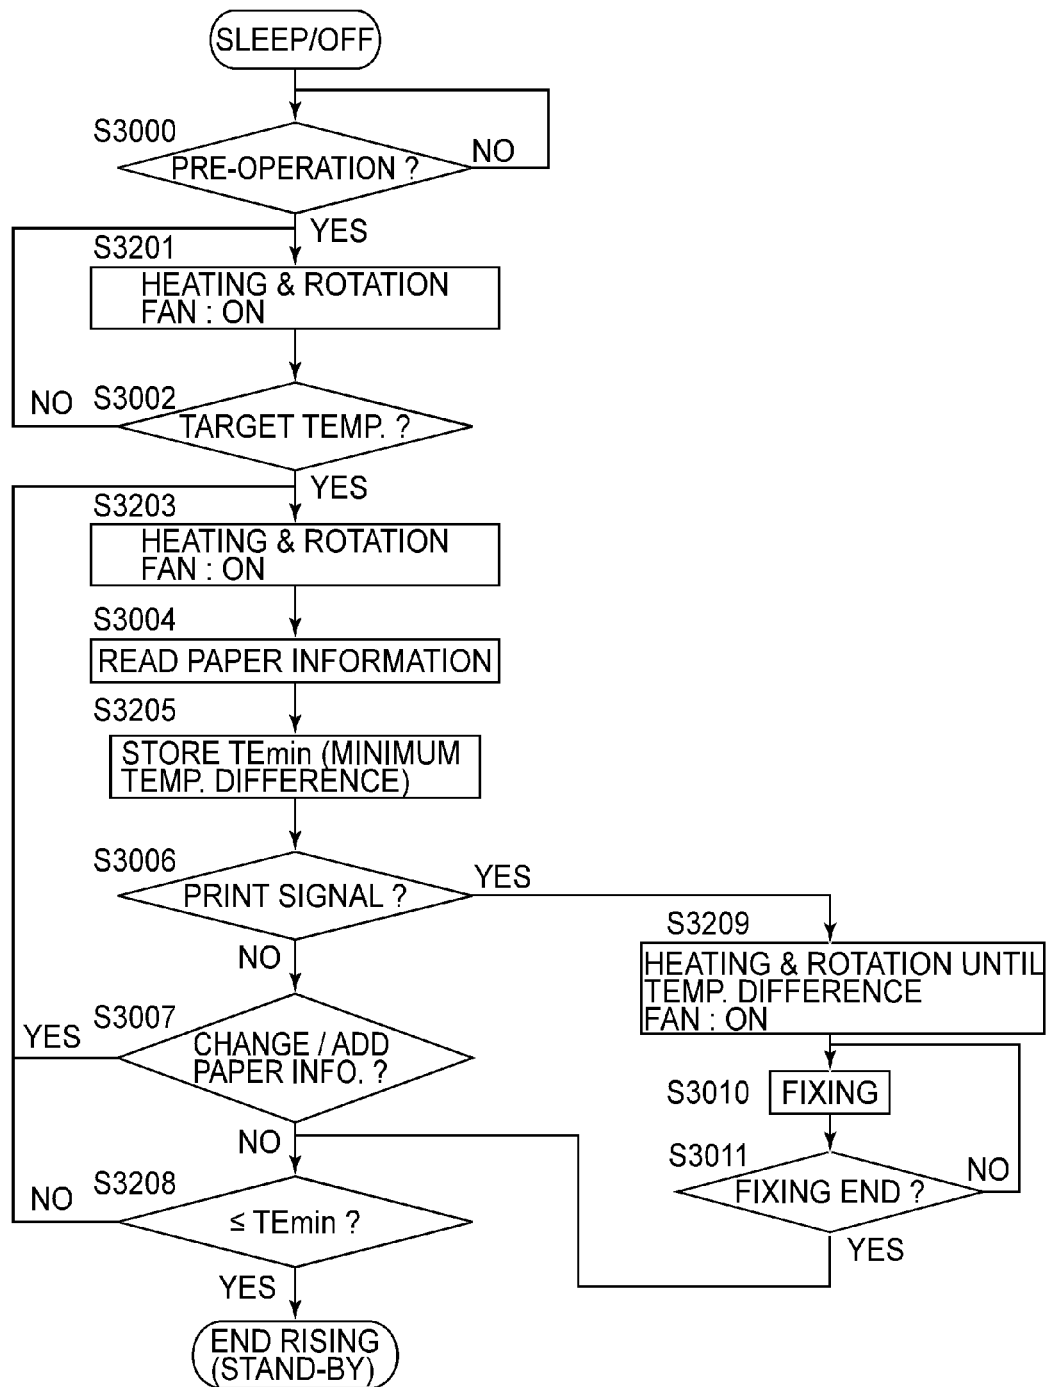 SLEEP/OFF
S3000
PRE-OPERATION ?
NO
YES
S3201
HEATING & ROTATION
FAN : ON
NO
S3002
TARGET TEMP. ?
YES
S3203
HEATING & ROTATION
FAN : ON
S3004
READ PAPER INFORMATION
S3205
STORE TEmin (MINIMUM
TEMP. DIFFERENCE)
S3006
PRINT SIGNAL ?
YES
NO
S3209
HEATING & ROTATION UNTIL
TEMP. DIFFERENCE
FAN : ON
S3007
YES
CHANGE / ADD
PAPER INFO. ?
NO
S3010
FIXING
S3011
FIXING END ?
NO
YES
S3208
NO
≤ TEmin ?
YES
END RISING
(STAND-BY)